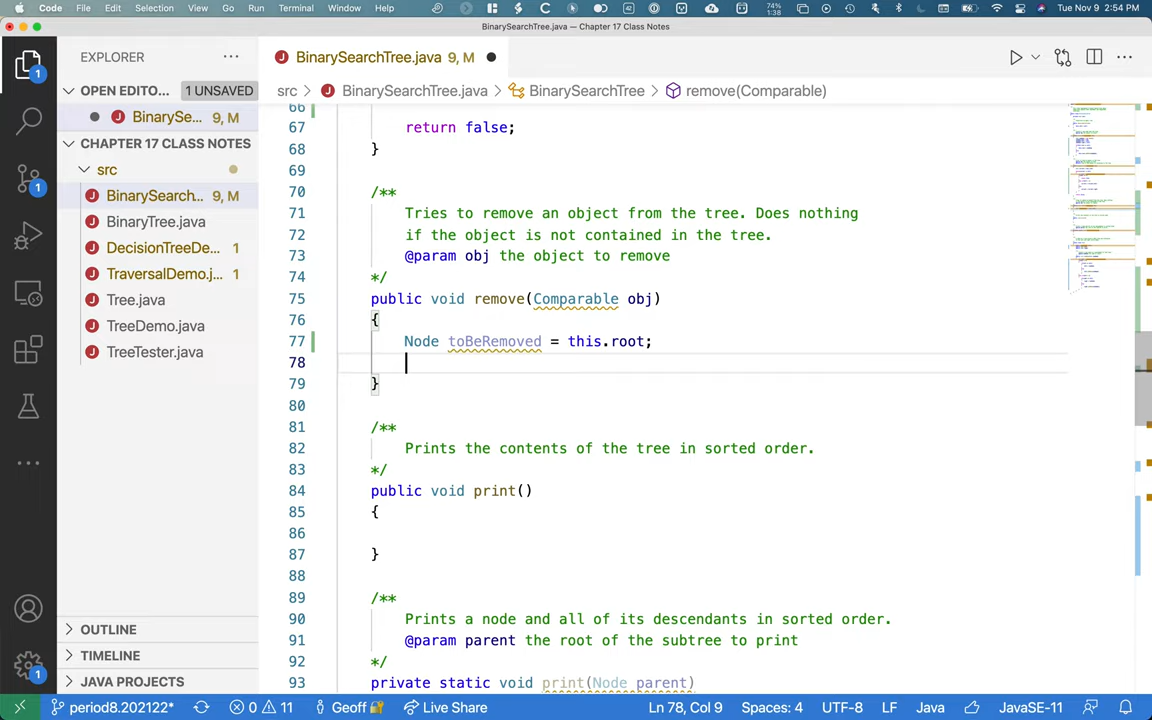 Code File Edit Selection View Go Run Terminal Window Help 74% 1:38 Tue Nov 9 2:54 PM
BinarySearchTree.java — Chapter 17 Class Notes
EXPLORER
OPEN EDITO... 1 UNSAVED
BinarySe... 9, M
CHAPTER 17 CLASS NOTES
src
BinarySearch... 9, M
BinaryTree.java
DecisionTreeDe... 1
TraversalDemo.j... 1
Tree.java
TreeDemo.java
TreeTester.java
OUTLINE
TIMELINE
JAVA PROJECTS
BinarySearchTree.java 9, M
src > BinarySearchTree.java > BinarySearchTree > remove(Comparable)
66
67 return false;
68 }
69
70 /**
71 Tries to remove an object from the tree. Does nothing
72 if the object is not contained in the tree.
73 @param obj the object to remove
74 */
75 public void remove(Comparable obj)
76 {
77 Node toBeRemoved = this.root;
78
79 }
80
81 /**
82 Prints the contents of the tree in sorted order.
83 */
84 public void print()
85 {
86
87 }
88
89 /**
90 Prints a node and all of its descendants in sorted order.
91 @param parent the root of the subtree to print
92 */
93 private static void print(Node parent)
period8.202122* 0 11 Geoff Live Share Ln 78, Col 9 Spaces: 4 UTF-8 LF Java JavaSE-11